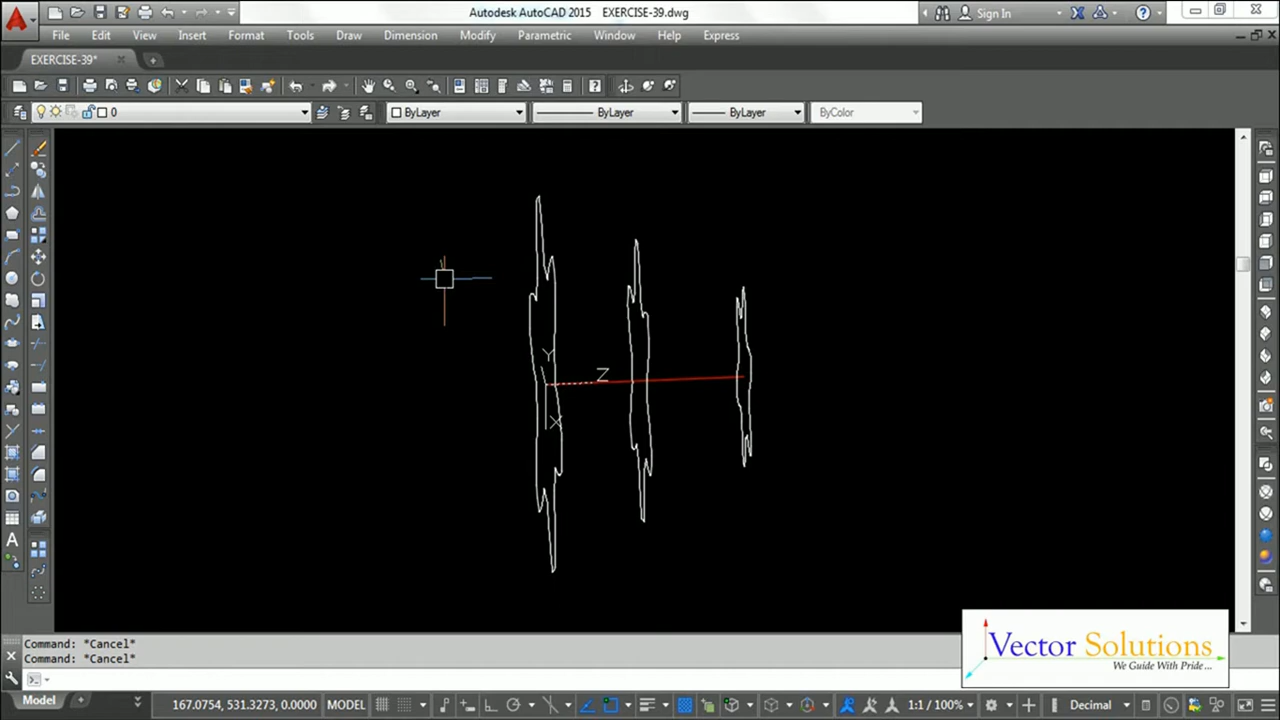 Autodesk AutoCAD 2015 EXERCISE-39.dwg
Sign In
File Edit View Insert Format Tools Draw Dimension Modify Parametric Window Help Express
EXERCISE-39*
0
ByLayer
ByLayer
ByLayer
ByColor
Y
Z
X
Command: *Cancel*
Command: *Cancel*
Vector Solutions
We Guide With Pride ...
Model
167.0754, 531.3273, 0.0000 MODEL
1:1 / 100%
Decimal